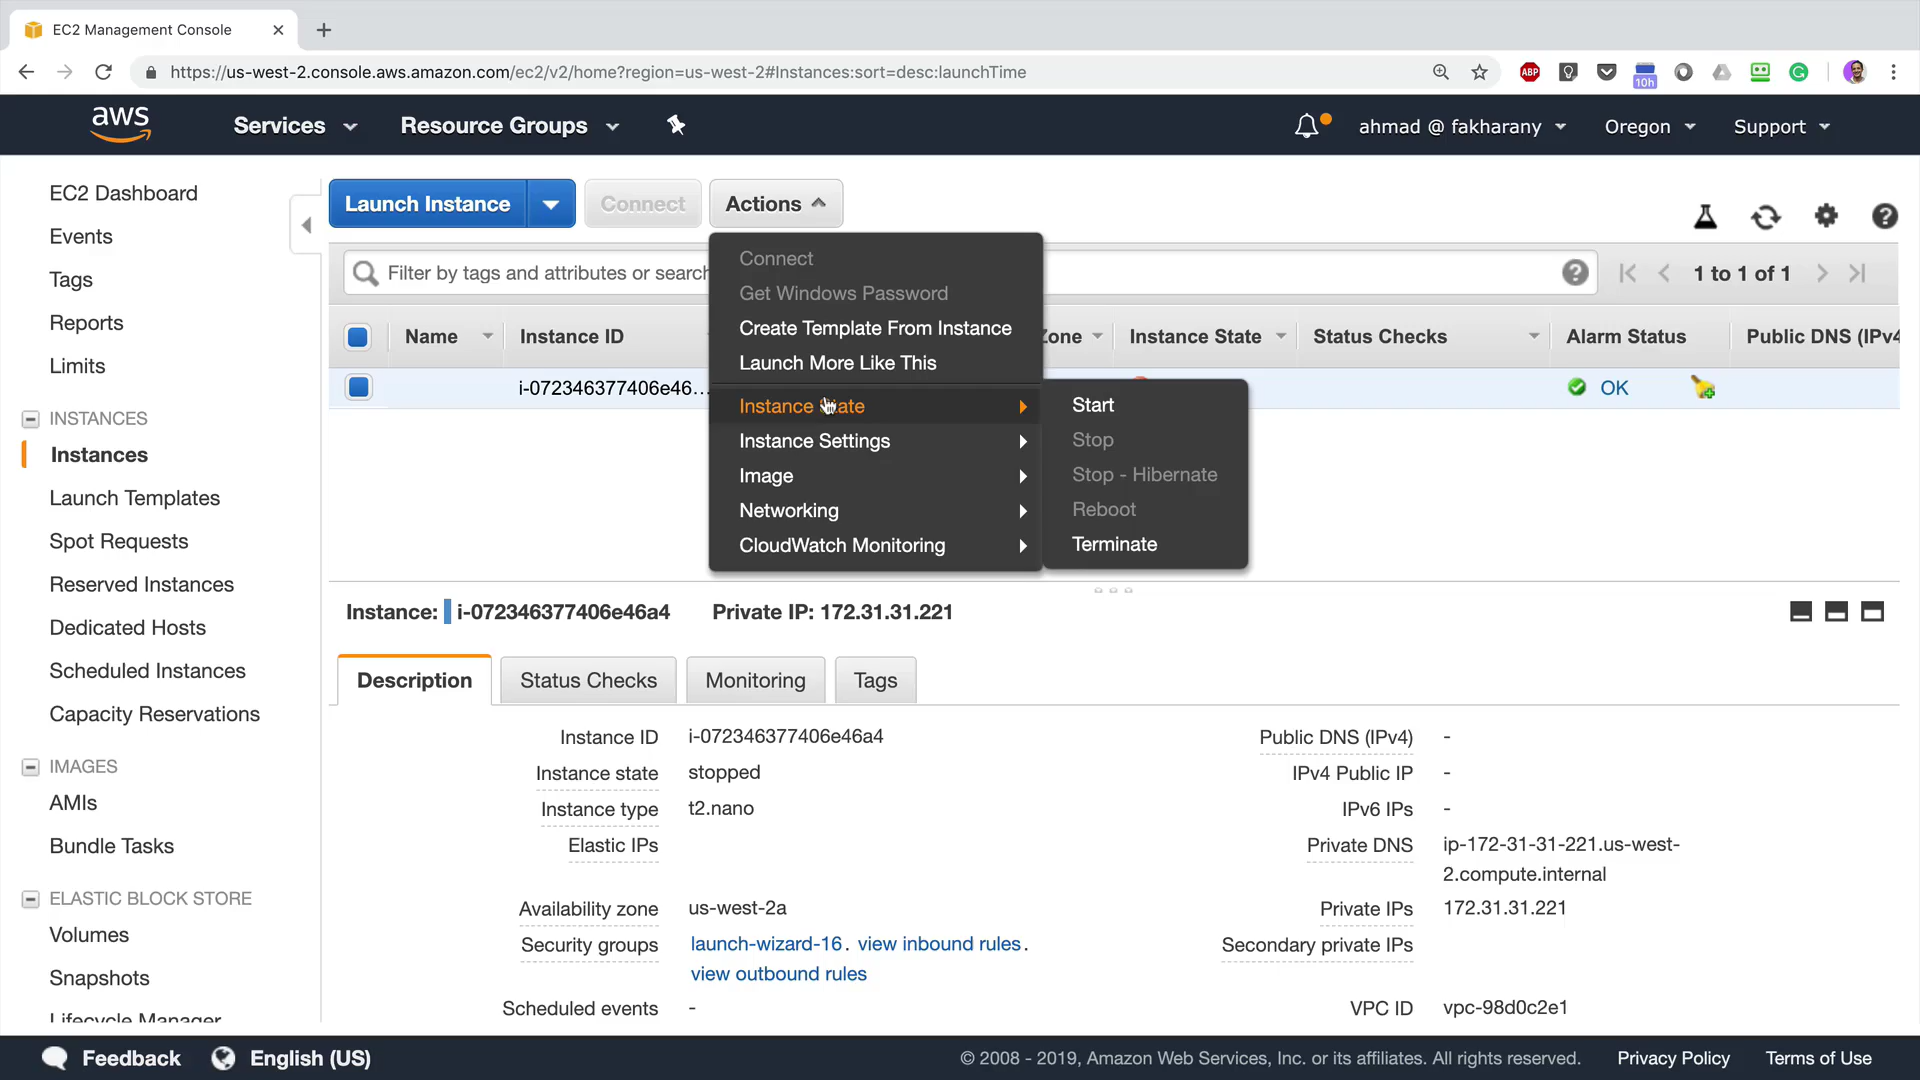 EC2 Management Console
https://us-west-2.console.aws.amazon.com/ec2/v2/home?region=us-west-2#Instances:sort=desc:launchTime
ABP
10h
aws
Services
Resource Groups
ahmad @ fakharany
Oregon
Support
EC2 Dashboard
Events
Tags
Reports
Limits
INSTANCES
Instances
Launch Templates
Spot Requests
Reserved Instances
Dedicated Hosts
Scheduled Instances
Capacity Reservations
IMAGES
AMIs
Bundle Tasks
ELASTIC BLOCK STORE
Volumes
Snapshots
Lifecycle Manager
Launch Instance
Connect
Actions
Filter by tags and attributes or search
1 to 1 of 1
Name
Instance ID
Zone
Instance State
Status Checks
Alarm Status
Public DNS (IPv4
i-072346377406e46...
OK
Connect
Get Windows Password
Create Template From Instance
Launch More Like This
Instance State
Instance Settings
Image
Networking
CloudWatch Monitoring
Start
Stop
Stop - Hibernate
Reboot
Terminate
Instance: i-072346377406e46a4 Private IP: 172.31.31.221
Description
Status Checks
Monitoring
Tags
Instance ID i-072346377406e46a4
Instance state stopped
Instance type t2.nano
Elastic IPs
Availability zone us-west-2a
Security groups launch-wizard-16. view inbound rules.
view outbound rules
Scheduled events -
Public DNS (IPv4) -
IPv4 Public IP -
IPv6 IPs -
Private DNS ip-172-31-31-221.us-west-
2.compute.internal
Private IPs 172.31.31.221
Secondary private IPs
VPC ID vpc-98d0c2e1
Feedback
English (US)
© 2008 - 2019, Amazon Web Services, Inc. or its affiliates. All rights reserved.
Privacy Policy
Terms of Use